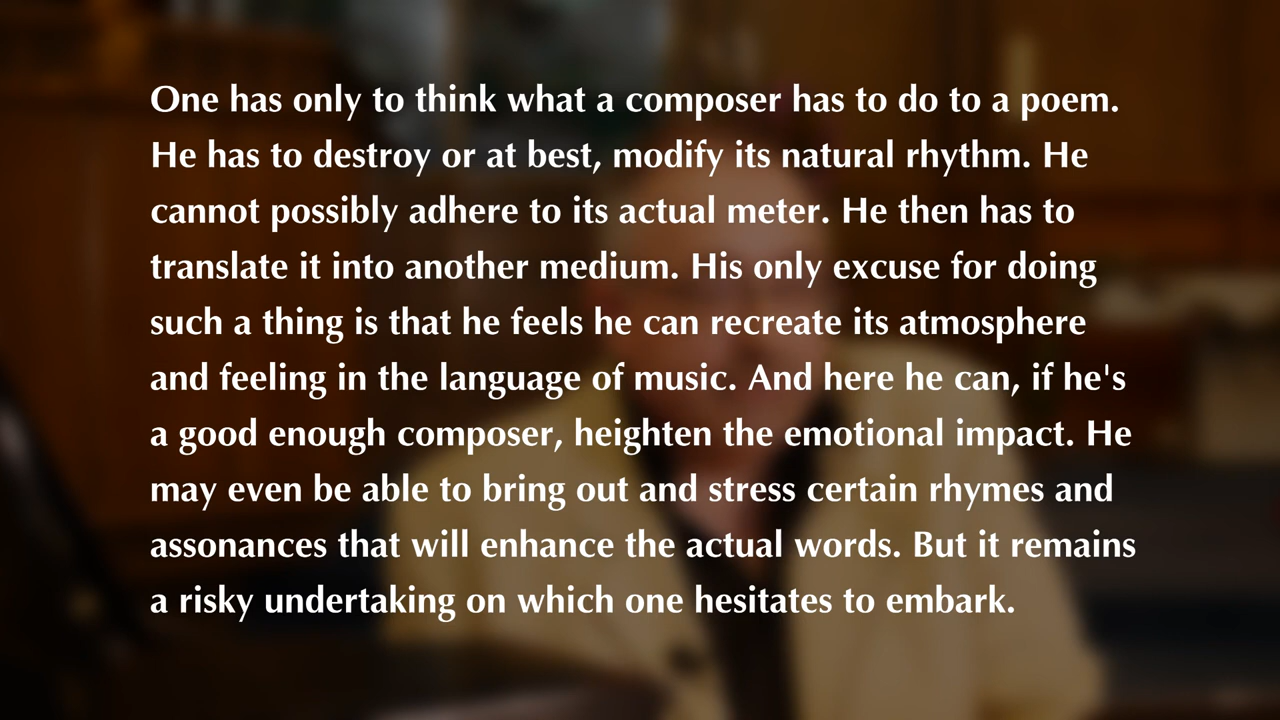 One has only to think what a composer has to do to a poem.
He has to destroy or at best, modify its natural rhythm. He
cannot possibly adhere to its actual meter. He then has to
translate it into another medium. His only excuse for doing
such a thing is that he feels he can recreate its atmosphere
and feeling in the language of music. And here he can, if he's
a good enough composer, heighten the emotional impact. He
may even be able to bring out and stress certain rhymes and
assonances that will enhance the actual words. But it remains
a risky undertaking on which one hesitates to embark.